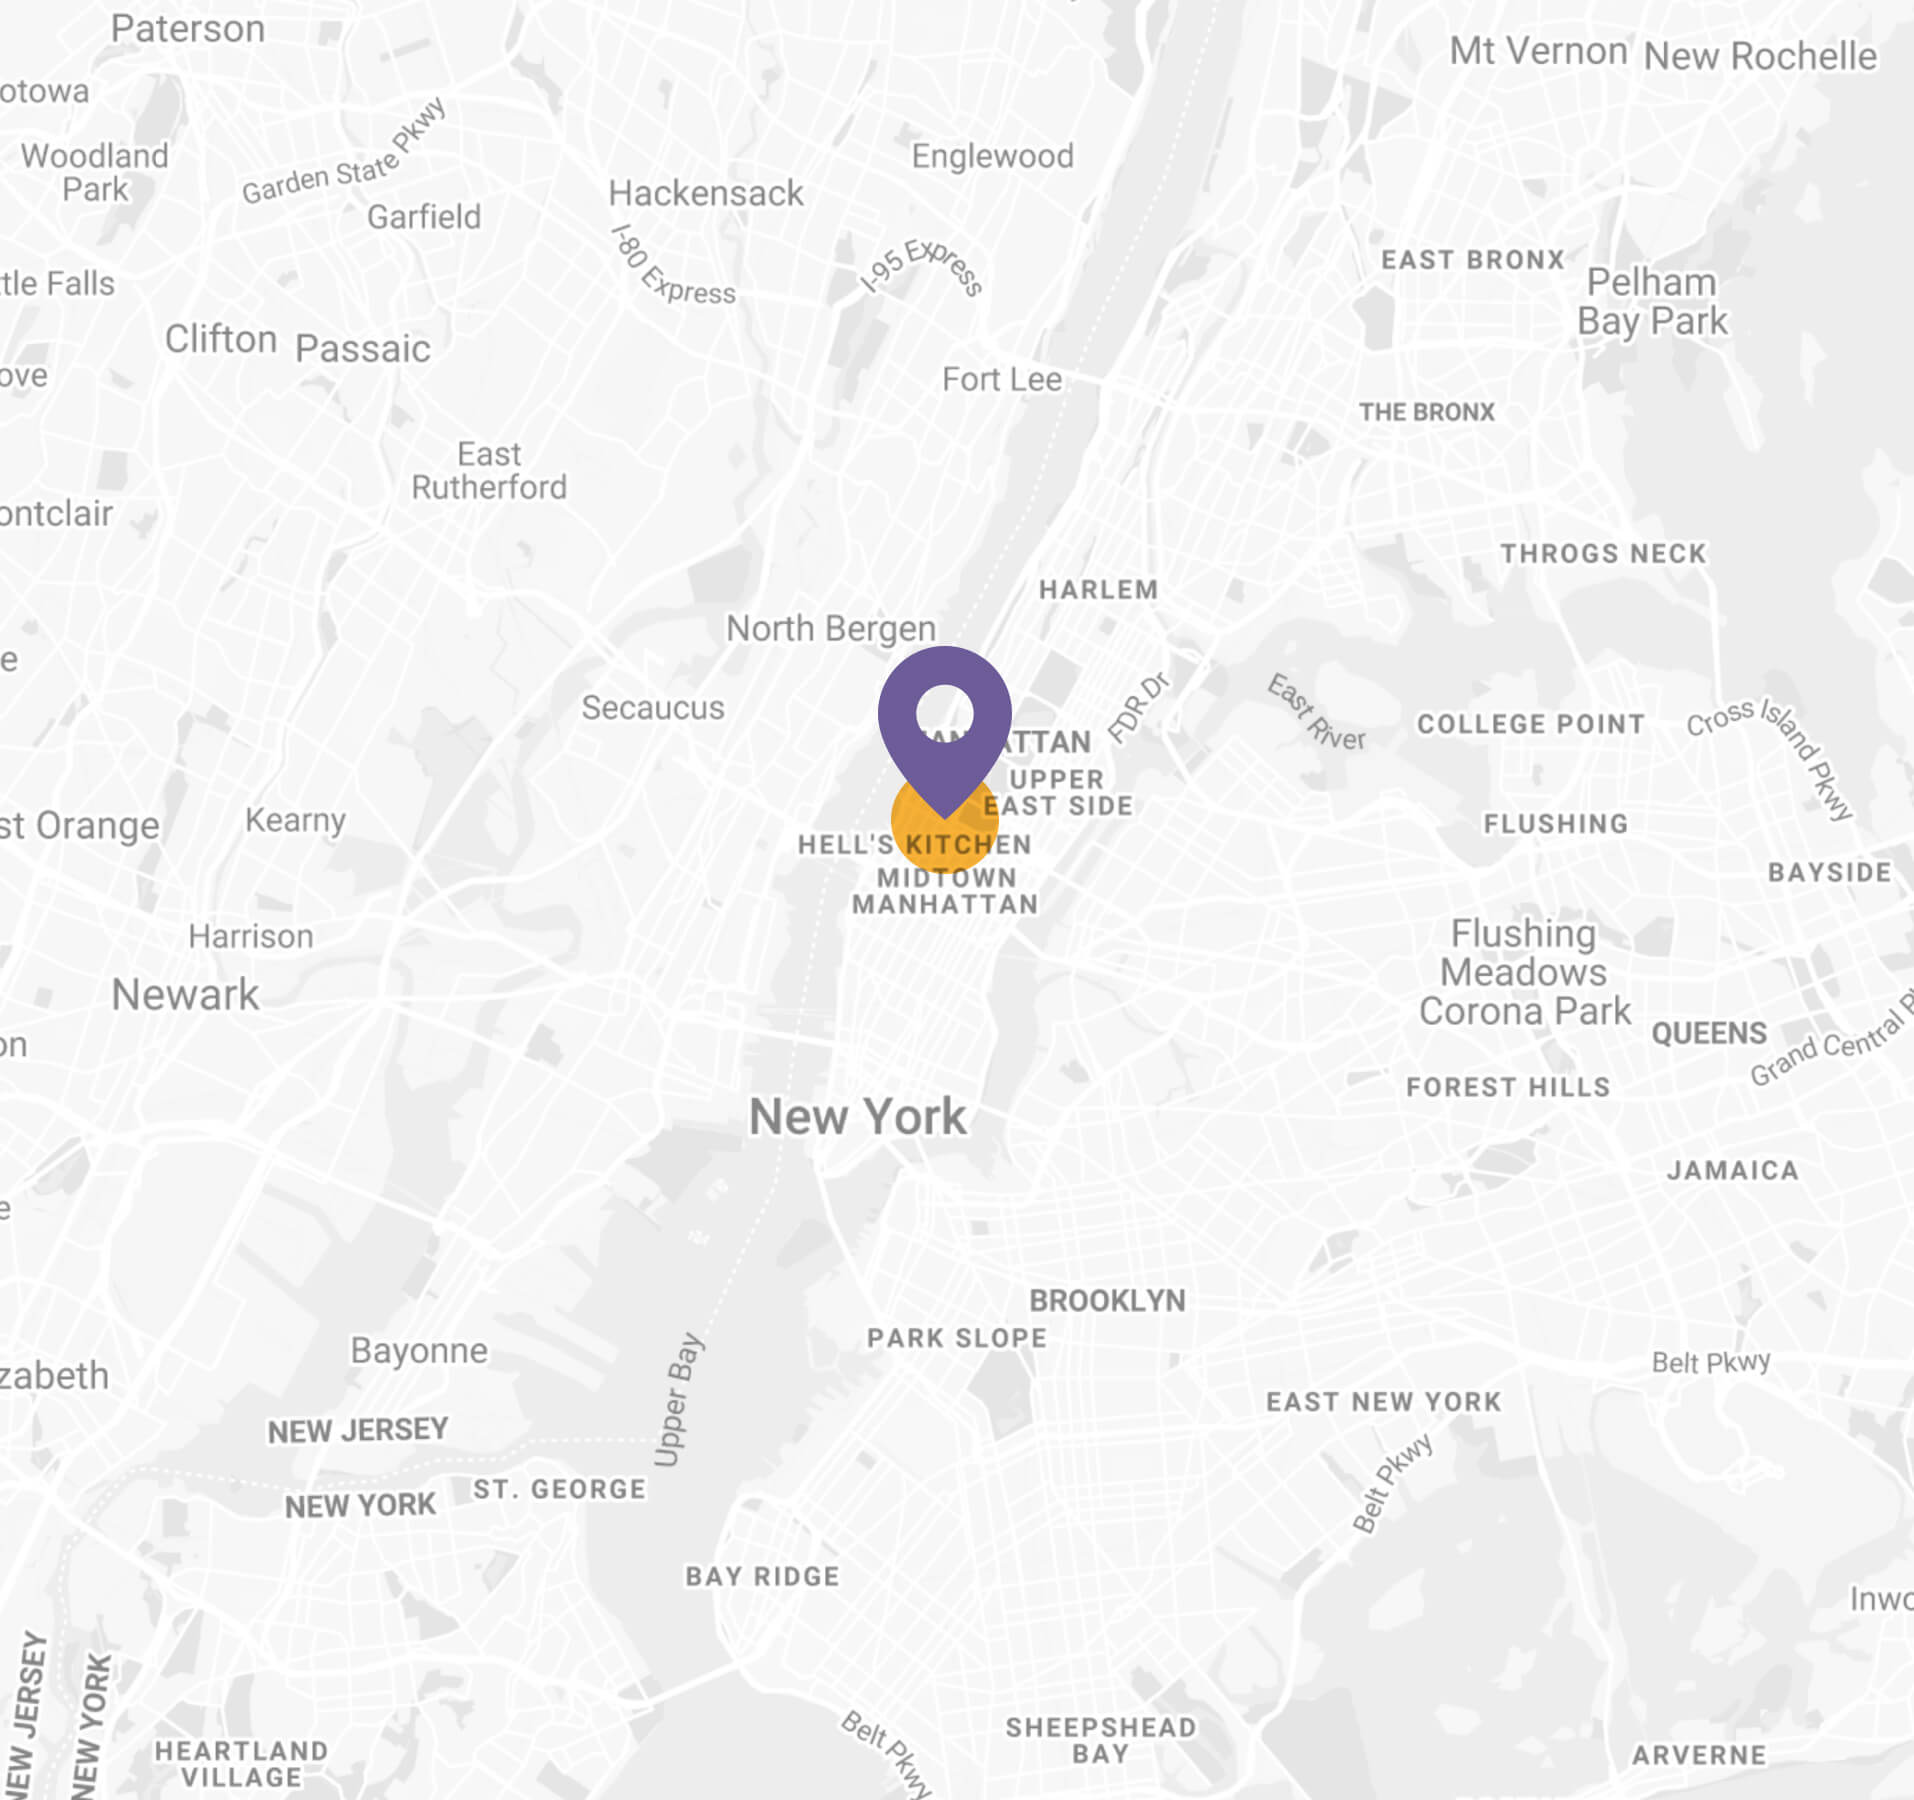 Paterson
Mt Vernon
New Rochelle
otowa
Woodland
Park
Garden State Pkwy
Garfield
Hackensack
Englewood
I-80 Express
I-95 Express
EAST BRONX
Pelham
Bay Park
tle Falls
Clifton
Passaic
ove
Fort Lee
THE BRONX
East
Rutherford
ontclair
THROGS NECK
HARLEM
North Bergen
e
Secaucus
FDR Dr
East River
COLLEGE POINT
Cross Island Pkwy
MANHATTAN
UPPER
EAST SIDE
st Orange
Kearny
HELL'S KITCHEN
FLUSHING
MIDTOWN
MANHATTAN
BAYSIDE
Harrison
Flushing
Meadows
Corona Park
Newark
on
QUEENS
Grand Central P
FOREST HILLS
New York
JAMAICA
e
BROOKLYN
PARK SLOPE
Bayonne
zabeth
Upper Bay
Belt Pkwy
EAST NEW YORK
NEW JERSEY
NEW YORK
ST. GEORGE
Belt Pkwy
BAY RIDGE
Inwo
NEW JERSEY
NEW YORK
HEARTLAND
VILLAGE
Belt Pkwy
SHEEPSHEAD
BAY
ARVERNE